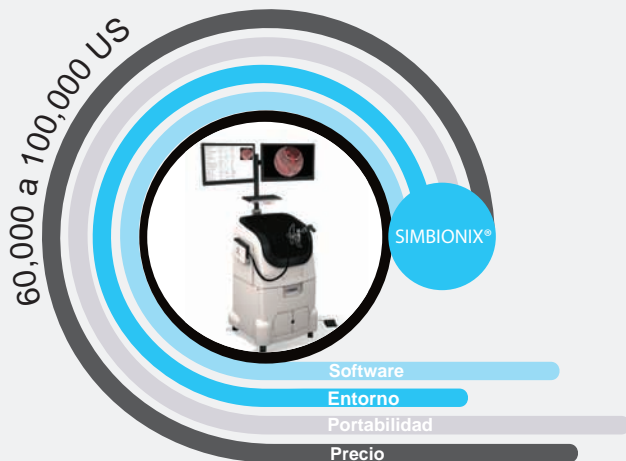 60,000 a 100,000 US
SIMBIONIX®
Software
Entorno
Portabilidad
Precio